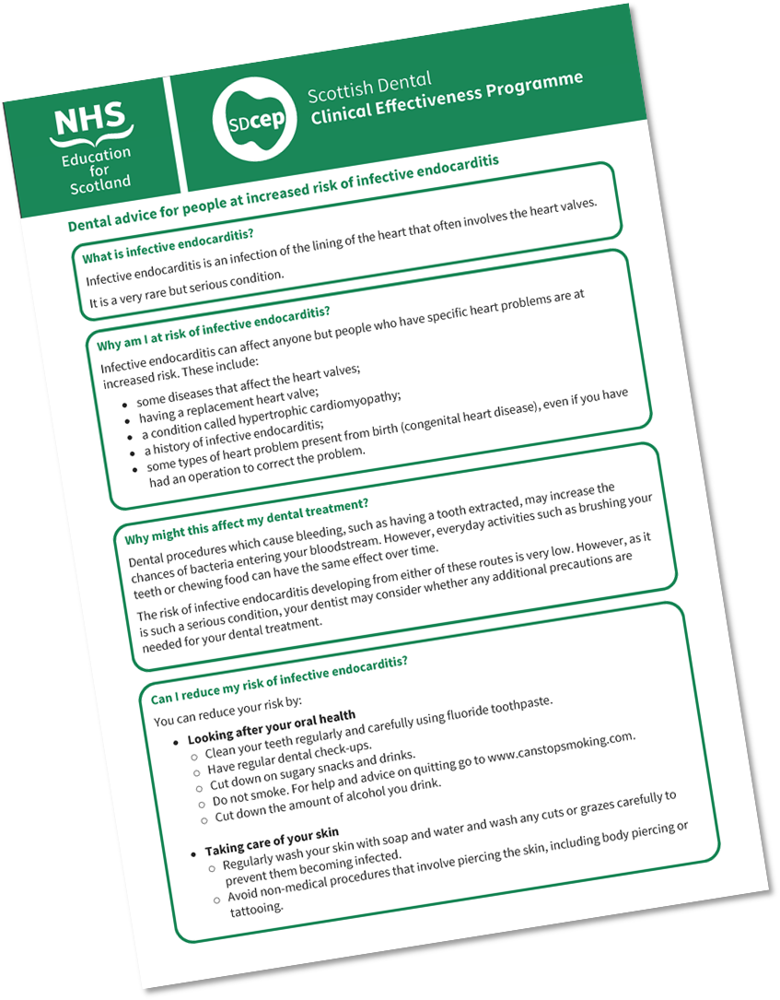 NHS
Education
for
Scotland
SDcep
Scottish Dental
Clinical Effectiveness Programme
Dental advice for people at increased risk of infective endocarditis
What is infective endocarditis?
Infective endocarditis is an infection of the lining of the heart that often involves the heart valves.
It is a very rare but serious condition.
Why am I at risk of infective endocarditis?
Infective endocarditis can affect anyone but people who have specific heart problems are at
increased risk. These include:
• some diseases that affect the heart valves;
• having a replacement heart valve;
• a condition called hypertrophic cardiomyopathy;
• a history of infective endocarditis;
• some types of heart problem present from birth (congenital heart disease), even if you have
had an operation to correct the problem.
Why might this affect my dental treatment?
Dental procedures which cause bleeding, such as having a tooth extracted, may increase the
chances of bacteria entering your bloodstream. However, everyday activities such as brushing your
teeth or chewing food can have the same effect over time.
The risk of infective endocarditis developing from either of these routes is very low. However, as it
is such a serious condition, your dentist may consider whether any additional precautions are
needed for your dental treatment.
Can I reduce my risk of infective endocarditis?
You can reduce your risk by:
• Looking after your oral health
○ Clean your teeth regularly and carefully using fluoride toothpaste.
○ Have regular dental check-ups.
○ Cut down on sugary snacks and drinks.
○ Do not smoke. For help and advice on quitting go to www.canstopsmoking.com.
○ Cut down the amount of alcohol you drink.
• Taking care of your skin
○ Regularly wash your skin with soap and water and wash any cuts or grazes carefully to
prevent them becoming infected.
○ Avoid non-medical procedures that involve piercing the skin, including body piercing or
tattooing.